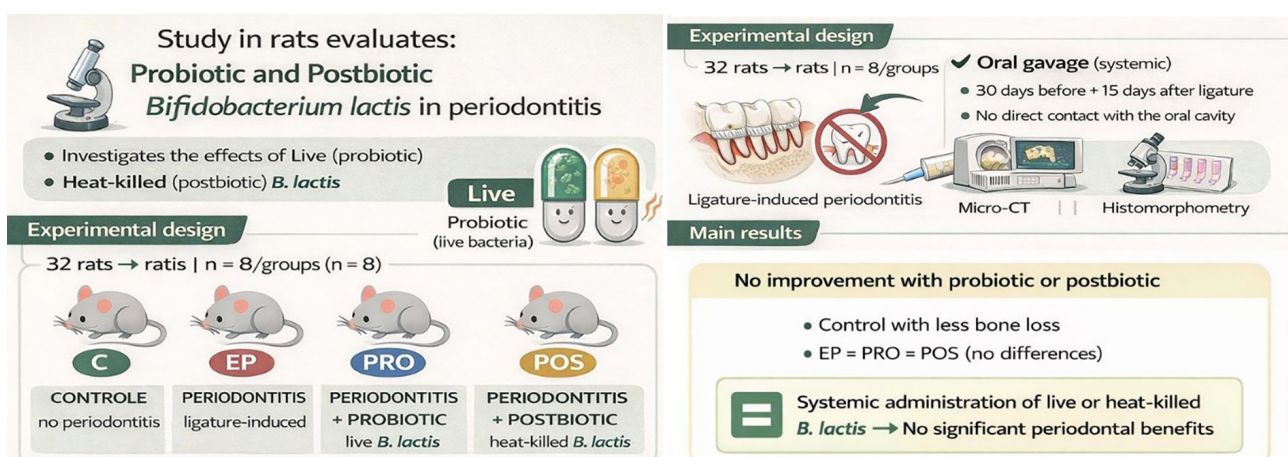 Study in rats evaluates:
Probiotic and Postbiotic
Bifidobacterium lactis in periodontitis
• Investigates the effects of Live (probiotic)
• Heat-killed (postbiotic) B. lactis
Live
Probiotic
(live bacteria)
Experimental design
32 rats → ratis | n = 8/groups (n = 8)
C
EP
PRO
POS
CONTROLE
no periodontitis
PERIODONTITIS
ligature-induced
PERIODONTITIS
+ PROBIOTIC
live B. lactis
PERIODONTITIS
+ POSTBIOTIC
heat-killed B. lactis
Experimental design
32 rats → rats | n = 8/groups
✔ Oral gavage (systemic)
• 30 days before + 15 days after ligature
• No direct contact with the oral cavity
Ligature-induced periodontitis
Micro-CT | |
Histomorphometry
Main results
No improvement with probiotic or postbiotic
• Control with less bone loss
• EP = PRO = POS (no differences)
= Systemic administration of live or heat-killed
B. lactis → No significant periodontal benefits